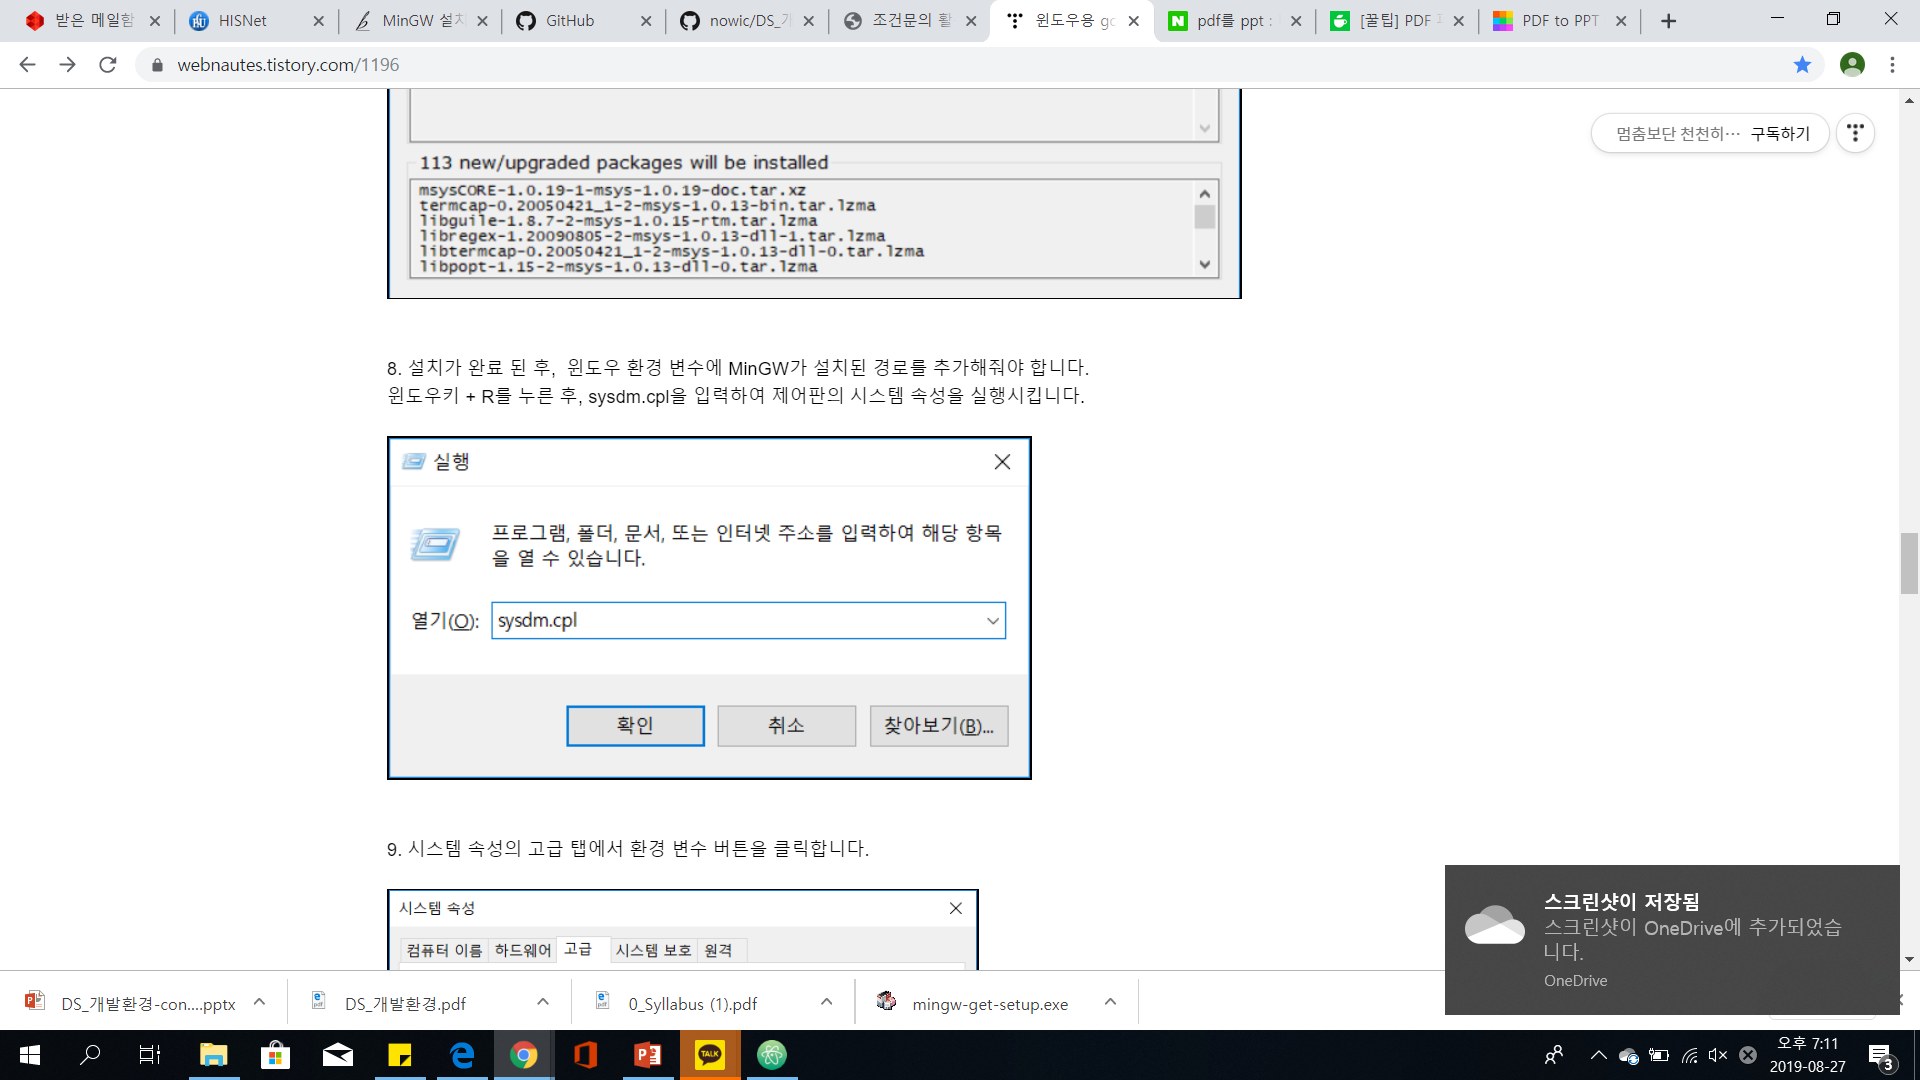 받은 메일함
HISNet
MinGW 설치
GitHub
nowic/DS_
조건문의 활
윈도우용 gc
pdf를 ppt :
[꿀팁] PDF
PDF to PPT
webnautes.tistory.com/1196
멈춤보단 천천히··· 구독하기
113 new/upgraded packages will be installed
msysCORE-1.0.19-1-msys-1.0.19-doc.tar.xz
termcap-0.20050421_1-2-msys-1.0.13-bin.tar.lzma
libguile-1.8.7-2-msys-1.0.15-rtm.tar.lzma
libregex-1.20090805-2-msys-1.0.13-dll-1.tar.lzma
libtermcap-0.20050421_1-2-msys-1.0.13-dll-0.tar.lzma
libpopt-1.15-2-msys-1.0.13-dll-0.tar.lzma
8. 설치가 완료 된 후,  윈도우 환경 변수에 MinGW가 설치된 경로를 추가해줘야 합니다.
윈도우키 + R를 누른 후, sysdm.cpl을 입력하여 제어판의 시스템 속성을 실행시킵니다.
실행
프로그램, 폴더, 문서, 또는 인터넷 주소를 입력하여 해당 항목
을 열 수 있습니다.
열기(O): sysdm.cpl
확인 취소 찾아보기(B)...
9. 시스템 속성의 고급 탭에서 환경 변수 버튼을 클릭합니다.
시스템 속성
컴퓨터 이름 하드웨어 고급 시스템 보호 원격
스크린샷이 저장됨
스크린샷이 OneDrive에 추가되었습
니다.
OneDrive
DS_개발환경-con....pptx
DS_개발환경.pdf
0_Syllabus (1).pdf
mingw-get-setup.exe
TALK
오후 7:11
2019-08-27
3